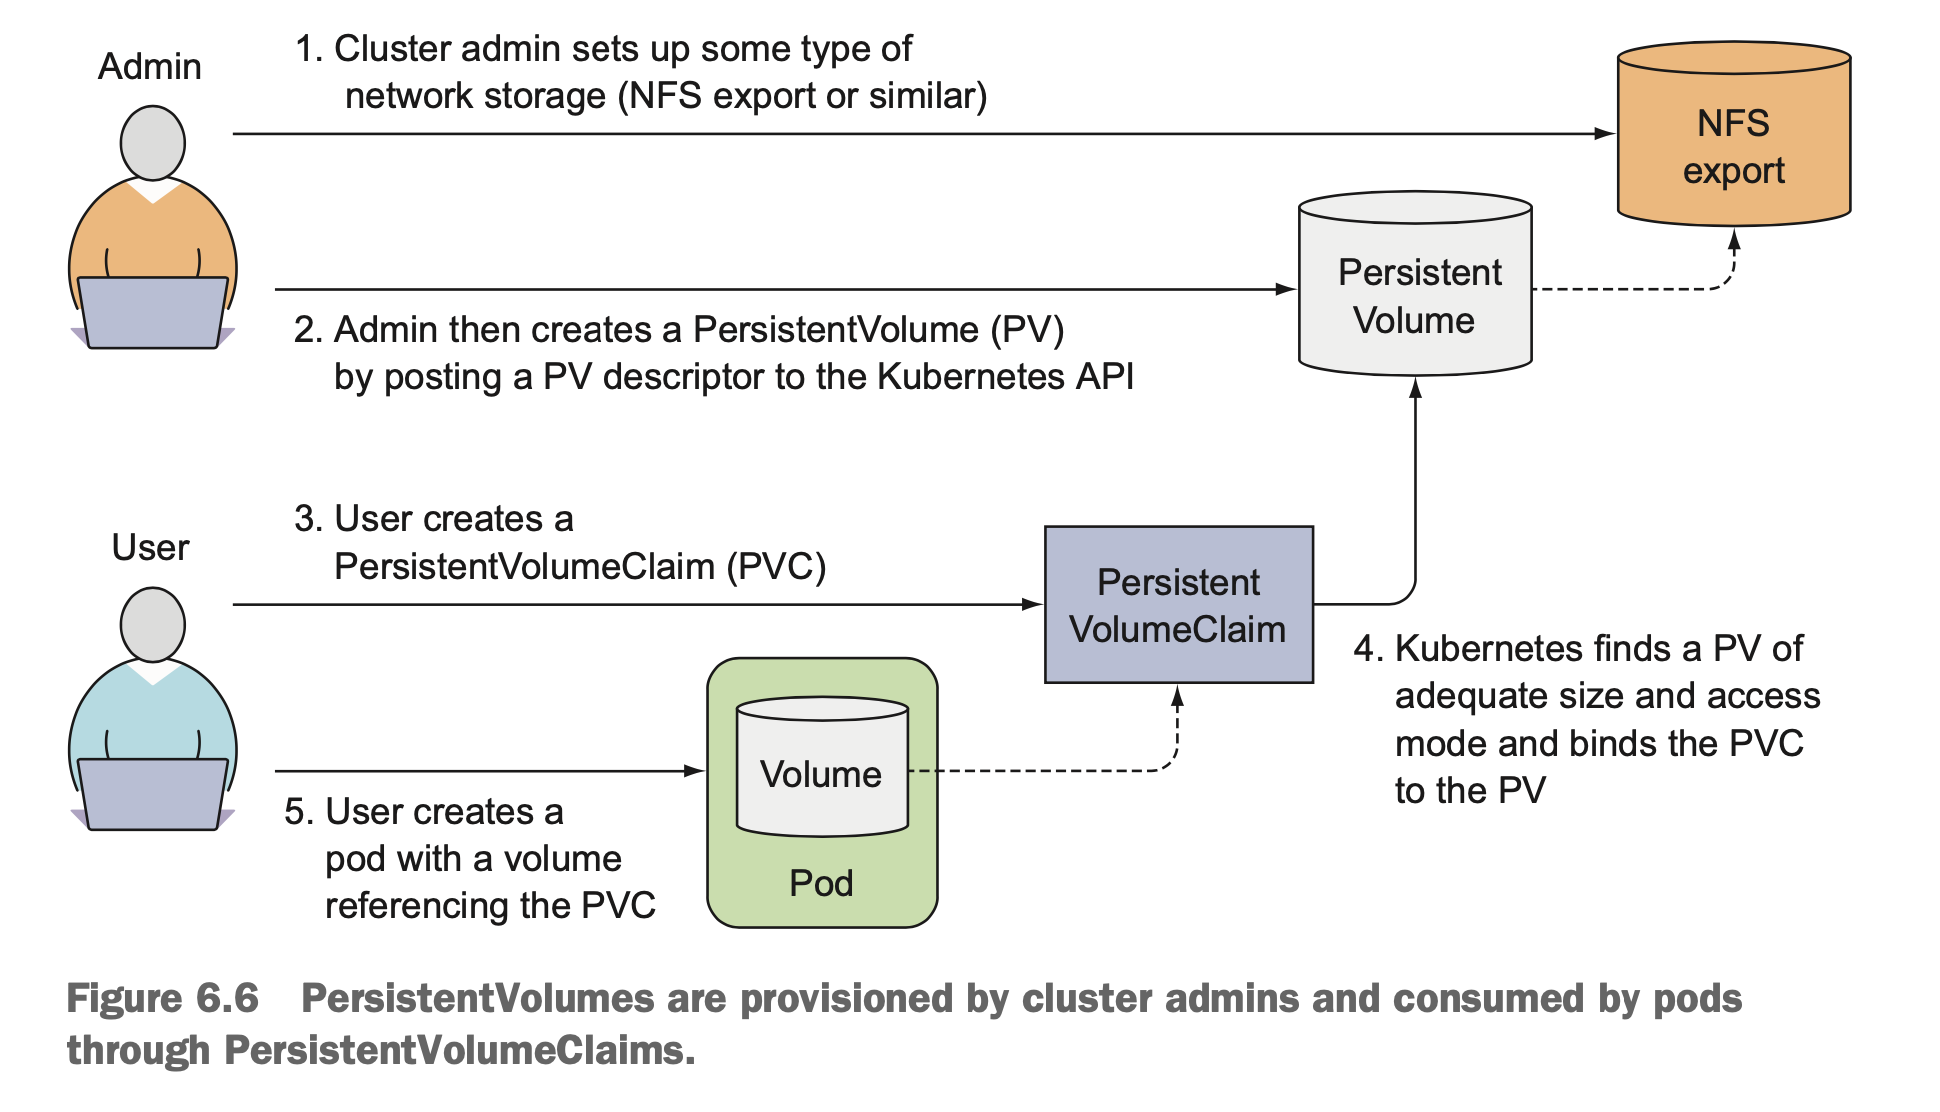 Admin
1. Cluster admin sets up some type of
network storage (NFS export or similar)
NFS
export
Persistent
Volume
2. Admin then creates a PersistentVolume (PV)
by posting a PV descriptor to the Kubernetes API
User
3. User creates a
PersistentVolumeClaim (PVC)
Persistent
VolumeClaim
4. Kubernetes finds a PV of
adequate size and access
mode and binds the PVC
to the PV
Volume
Pod
5. User creates a
pod with a volume
referencing the PVC
Figure 6.6 PersistentVolumes are provisioned by cluster admins and consumed by pods
through PersistentVolumeClaims.